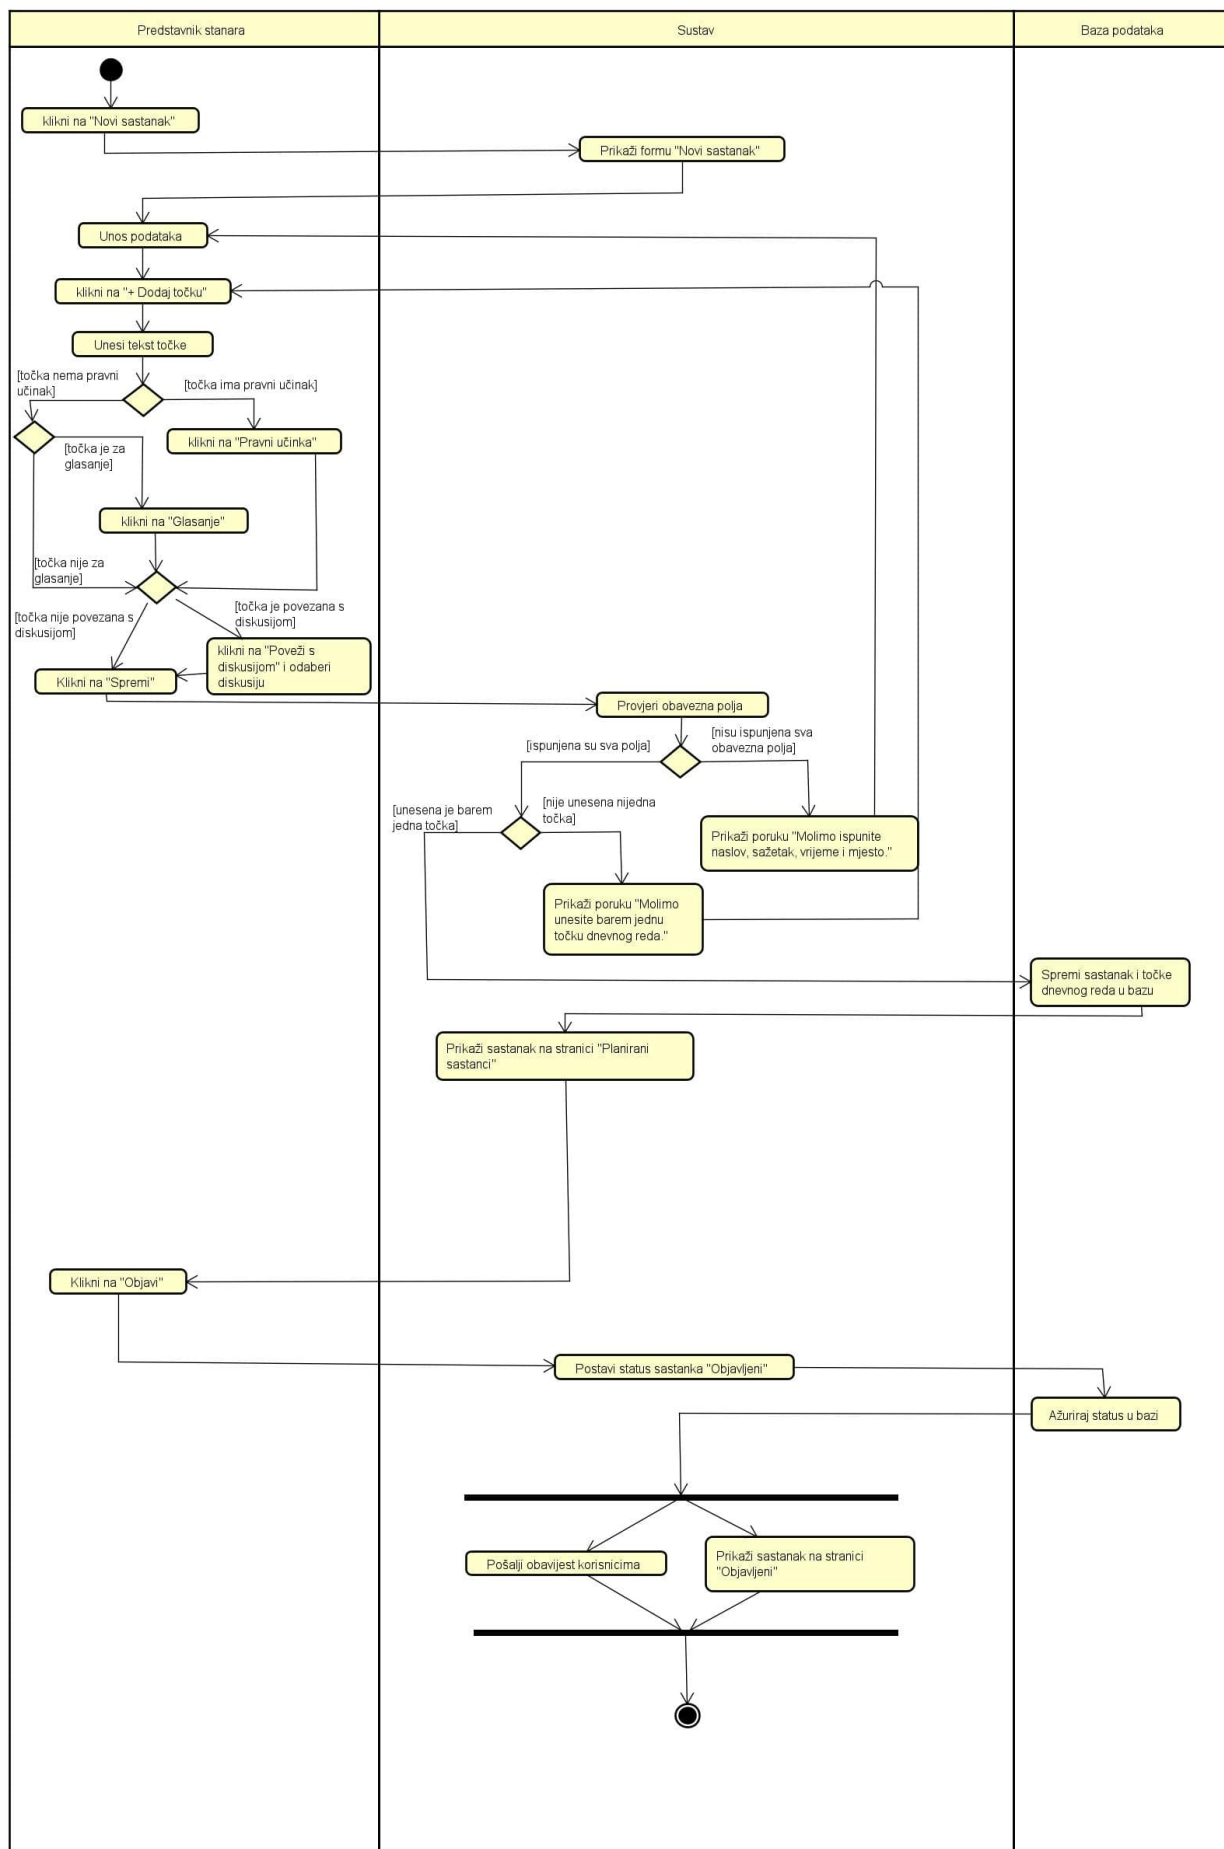 Predstavnik stanara
Sustav
Baza podataka
klikni na "Novi sastanak"
Prikaži formu "Novi sastanak"
Unos podataka
klikni na "+ Dodaj točku"
Unesi tekst točke
[točka nema pravni
učinak]
[točka ima pravni učinak]
klikni na "Pravni učinka"
[točka je za
glasanje]
klikni na "Glasanje"
[točka nije za
glasanje]
[točka nije povezana s
diskusijom]
[točka je povezana s
diskusijom]
klikni na "Poveži s
diskusijom" i odaberi
diskusiju
Klikni na "Spremi"
Provjeri obavezna polja
[ispunjena su sva polja]
[nisu ispunjena sva
obavezna polja]
[unesena je barem
jedna točka]
[nije unesena nijedna
točka]
Prikaži poruku "Molimo ispunite
naslov, sažetak, vrijeme i mjesto."
Prikaži poruku "Molimo
unesite barem jednu
točku dnevnog reda."
Spremi sastanak i točke
dnevnog reda u bazu
Prikaži sastanak na stranici "Planirani
sastanci"
Klikni na "Objavi"
Postavi status sastanka "Objavljeni"
Ažuriraj status u bazi
Pošalji obavijest korisnicima
Prikaži sastanak na stranici
"Objavljeni"